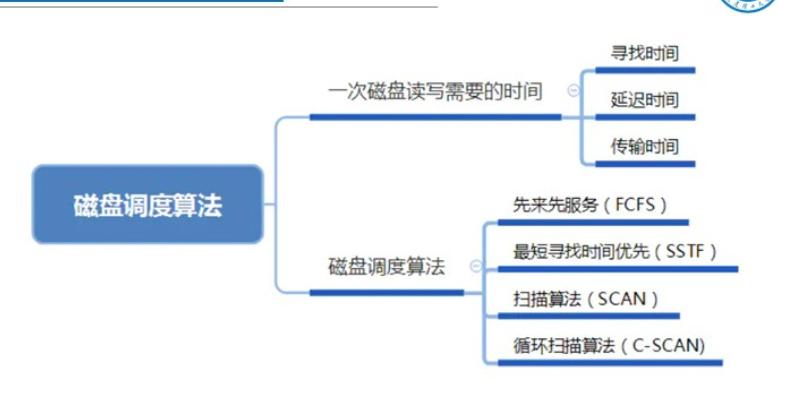 磁盘调度算法
一次磁盘读写需要的时间
寻找时间
延迟时间
传输时间
磁盘调度算法
先来先服务（FCFS）
最短寻找时间优先（SSTF）
扫描算法（SCAN）
循环扫描算法（C-SCAN)